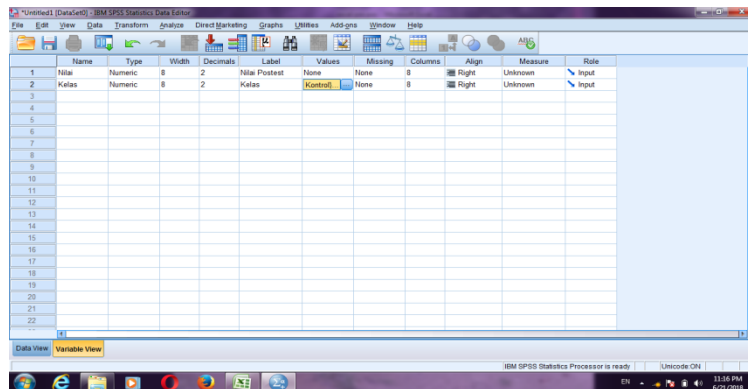 *Untitled1 [DataSet0] - IBM SPSS Statistics Data Editor
File Edit View Data Transform Analyze Direct Marketing Graphs Utilities Add-ons Window Help
Name Type Width Decimals Label Values Missing Columns Align Measure Role
1 Nilai Numeric 8 2 Nilai Postest None None 8 Right Unknown Input
2 Kelas Numeric 8 2 Kelas Kontrol)... ... None 8 Right Unknown Input
3
4
5
6
7
8
9
10
11
12
13
14
15
16
17
18
19
20
21
22
Data View Variable View
IBM SPSS Statistics Processor is ready Unicode:ON
EN 11:16 PM
6/21/2018